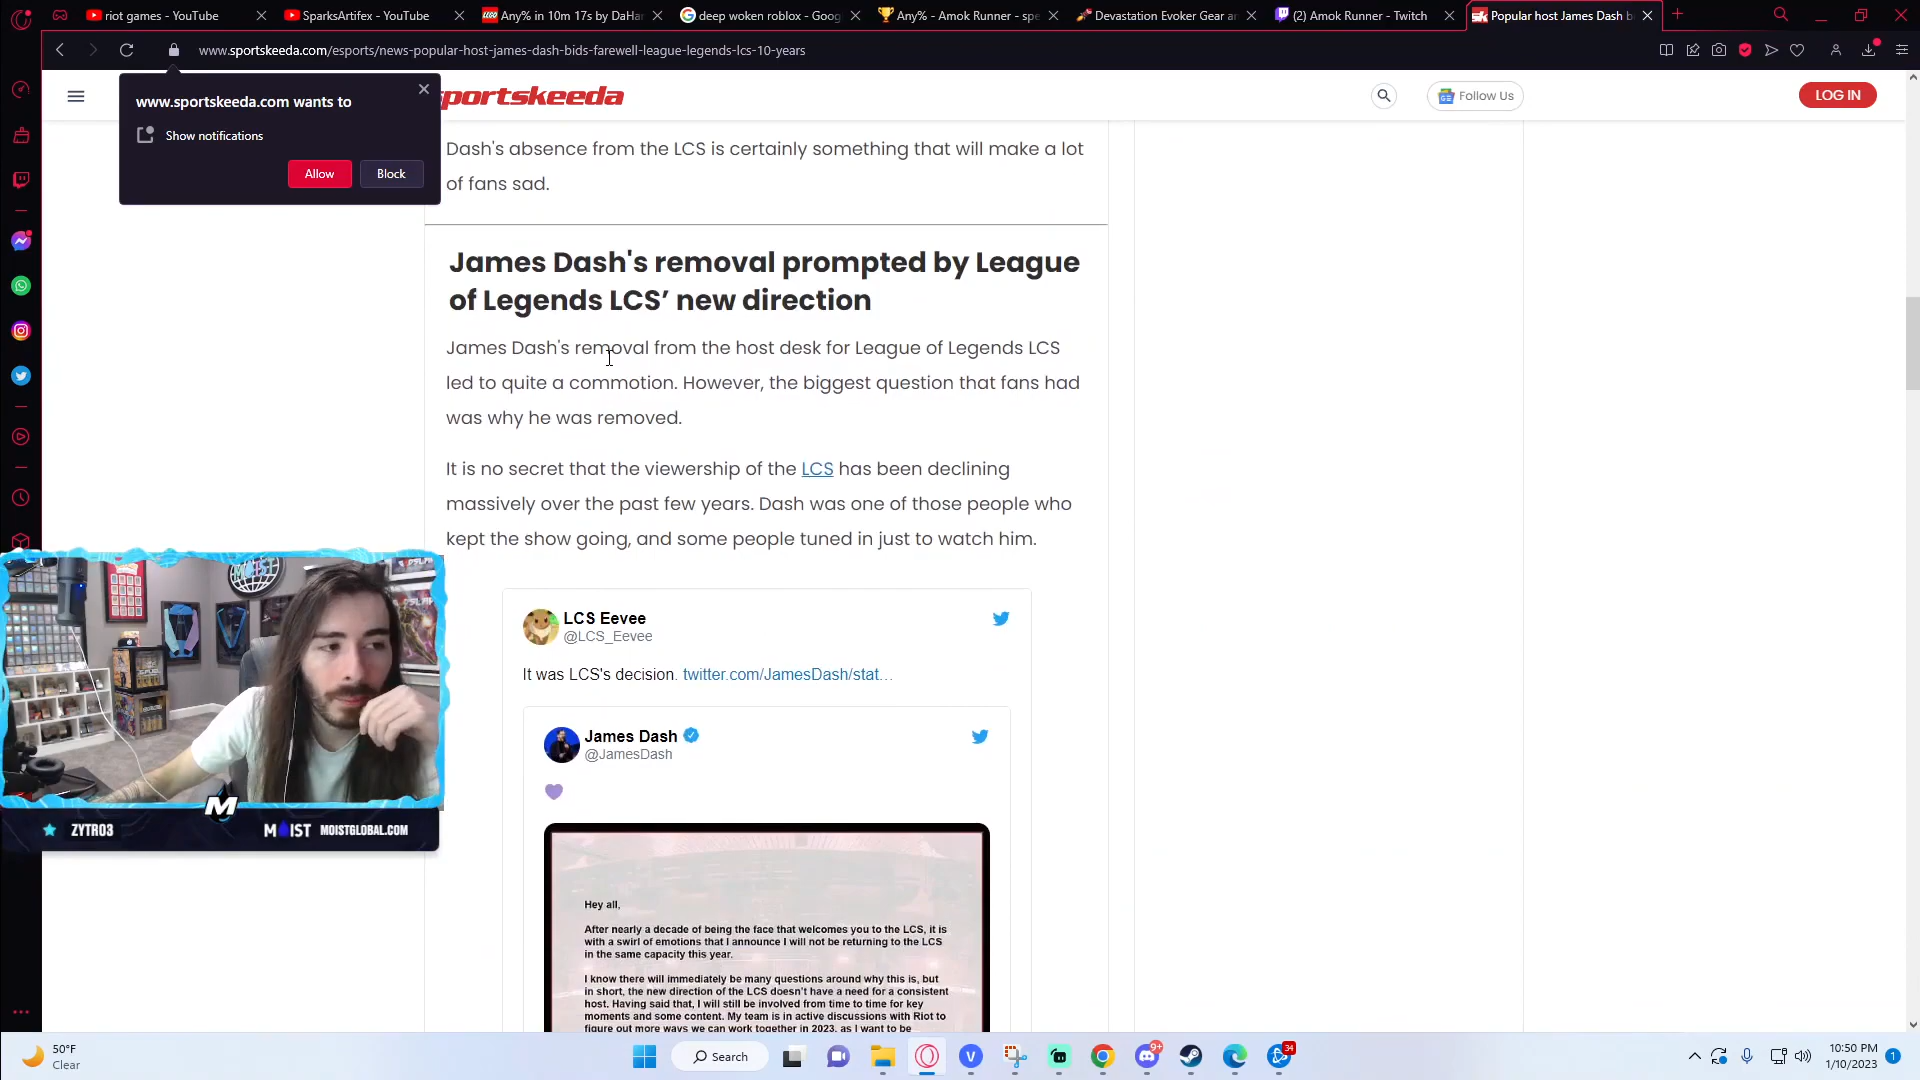 riot games - YouTube
SparksArtifex - YouTube
Any% in 10m 17s by DaHar
deep woken roblox - Goog
Any% - Amok Runner - spe
Devastation Evoker Gear an
(2) Amok Runner - Twitch
Popular host James Dash b
www.sportskeeda.com/esports/news-popular-host-james-dash-bids-farewell-league-legends-lcs-10-years
www.sportskeeda.com wants to
Show notifications
Allow
Block
sportskeeda
Follow Us
LOG IN
Dash's absence from the LCS is certainly something that will make a lot
of fans sad.
James Dash's removal prompted by League
of Legends LCS’ new direction
James Dash's removal from the host desk for League of Legends LCS
led to quite a commotion. However, the biggest question that fans had
was why he was removed.
It is no secret that the viewership of the LCS has been declining
massively over the past few years. Dash was one of those people who
kept the show going, and some people tuned in just to watch him.
LCS Eevee
@LCS_Eevee
It was LCS's decision. twitter.com/JamesDash/stat…
James Dash
@JamesDash
Hey all,
After nearly a decade of being the face that welcomes you to the LCS, it is
with a swirl of emotions that I announce I will not be returning to the LCS
in the same capacity this year.
I know there will immediately be many questions around why this is, but
in short, the new direction of the LCS doesn't have a need for a consistent
host. Having said that, I will still be involved from time to time for key
moments and some content. My team is in active discussions with Riot to
figure out more ways we can work together in 2023, as I want to be
MOIST
M
ZYTRO3
MOIST
MOISTGLOBAL.COM
50°F
Clear
Search
V
9+
34
10:50 PM
1/10/2023
1